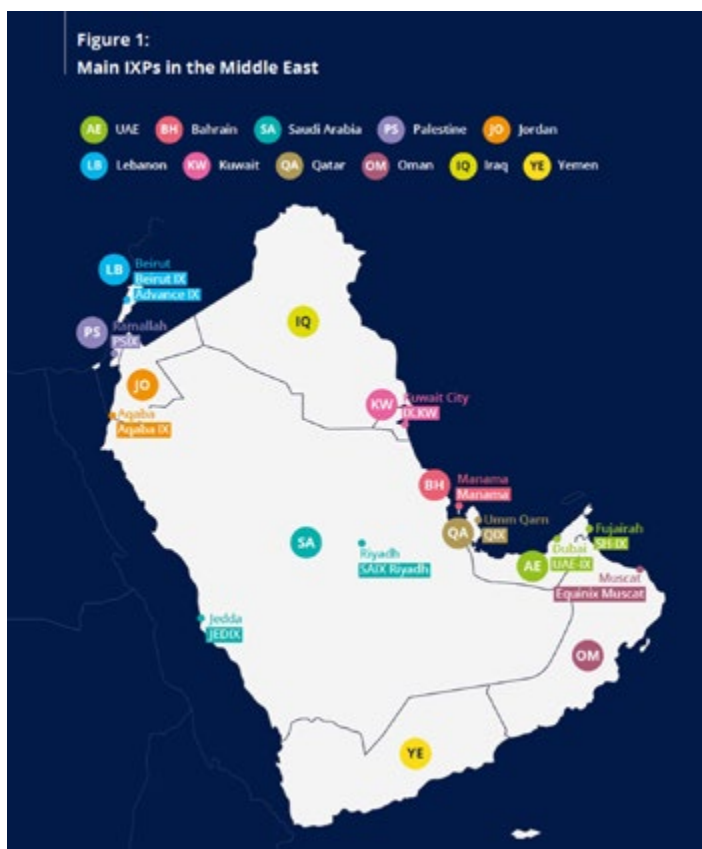 Figure 1:
Main IXPs in the Middle East
AE UAE BH Bahrain SA Saudi Arabia PS Palestine JO Jordan
LB Lebanon KW Kuwait QA Qatar OM Oman IQ Iraq YE Yemen
LB
Beirut
Beirut IX
Advance IX
PS
Ramallah
PSIX
IQ
JO
Aqaba
Aqaba IX
KW
Kuwait City
IX.KW
BH
Manama
Manama
QA
Umm Qarn
QIX
Fujairah
SH-IX
Dubai
UAE-IX
AE
Muscat
Equinix Muscat
SA
Riyadh
SAIX Riyadh
Jedda
JEDIX
OM
YE